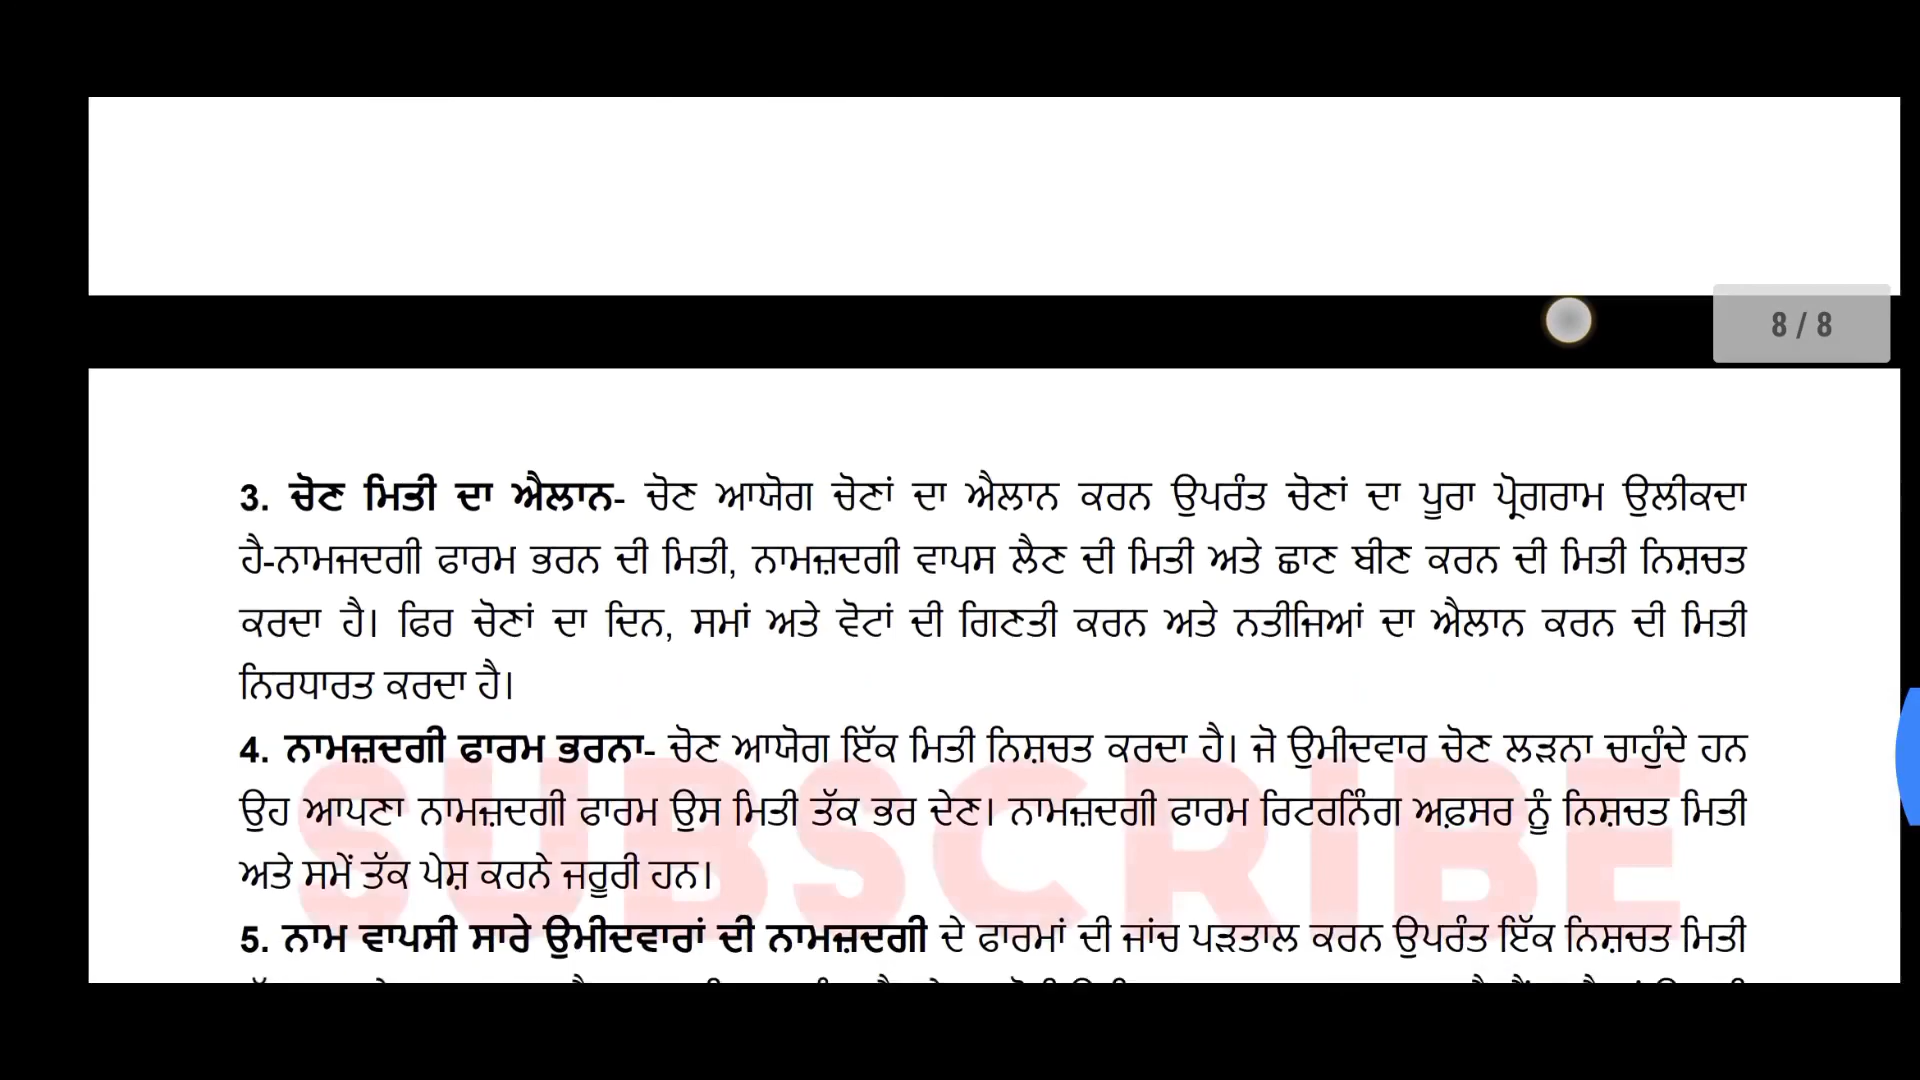 8 / 8
3. ਚੋਣ ਮਿਤੀ ਦਾ ਐਲਾਨ- ਚੋਣ ਆਯੋਗ ਚੋਣਾਂ ਦਾ ਐਲਾਨ ਕਰਨ ਉਪਰੰਤ ਚੋਣਾਂ ਦਾ ਪੂਰਾ ਪ੍ਰੋਗਰਾਮ ਉਲੀਕਦਾ
ਹੈ-ਨਾਮਜਦਗੀ ਫਾਰਮ ਭਰਨ ਦੀ ਮਿਤੀ, ਨਾਮਜ਼ਦਗੀ ਵਾਪਸ ਲੈਣ ਦੀ ਮਿਤੀ ਅਤੇ ਛਾਣ ਬੀਣ ਕਰਨ ਦੀ ਮਿਤੀ ਨਿਸ਼ਚਤ
ਕਰਦਾ ਹੈ। ਫਿਰ ਚੋਣਾਂ ਦਾ ਦਿਨ, ਸਮਾਂ ਅਤੇ ਵੋਟਾਂ ਦੀ ਗਿਣਤੀ ਕਰਨ ਅਤੇ ਨਤੀਜਿਆਂ ਦਾ ਐਲਾਨ ਕਰਨ ਦੀ ਮਿਤੀ
ਨਿਰਧਾਰਤ ਕਰਦਾ ਹੈ।
4. ਨਾਮਜ਼ਦਗੀ ਫਾਰਮ ਭਰਨਾ- ਚੋਣ ਆਯੋਗ ਇੱਕ ਮਿਤੀ ਨਿਸ਼ਚਤ ਕਰਦਾ ਹੈ। ਜੋ ਉਮੀਦਵਾਰ ਚੋਣ ਲੜਨਾ ਚਾਹੁੰਦੇ ਹਨ
ਉਹ ਆਪਣਾ ਨਾਮਜ਼ਦਗੀ ਫਾਰਮ ਉਸ ਮਿਤੀ ਤੱਕ ਭਰ ਦੇਣ। ਨਾਮਜ਼ਦਗੀ ਫਾਰਮ ਰਿਟਰਨਿੰਗ ਅਫ਼ਸਰ ਨੂੰ ਨਿਸ਼ਚਤ ਮਿਤੀ
ਅਤੇ ਸਮੇਂ ਤੱਕ ਪੇਸ਼ ਕਰਨੇ ਜਰੂਰੀ ਹਨ।
SUBSCRIBE
5. ਨਾਮ ਵਾਪਸੀ ਸਾਰੇ ਉਮੀਦਵਾਰਾਂ ਦੀ ਨਾਮਜ਼ਦਗੀ ਦੇ ਫਾਰਮਾਂ ਦੀ ਜਾਂਚ ਪੜਤਾਲ ਕਰਨ ਉਪਰੰਤ ਇੱਕ ਨਿਸ਼ਚਤ ਮਿਤੀ